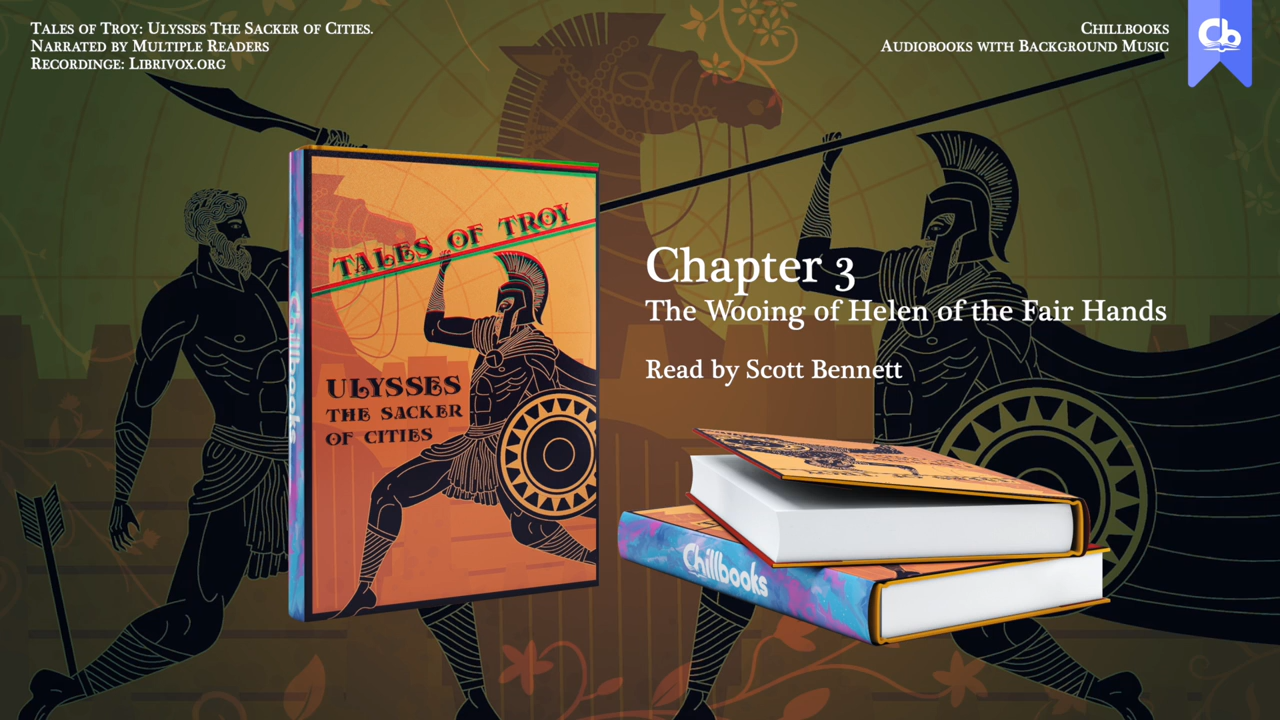 Tales of Troy: Ulysses The Sacker of Cities.
Narrated by Multiple Readers
Recordinge: Librivox.org
Chillbooks
Audiobooks with Background Music
Cb
TALES OF TROY
ULYSSES
THE SACKER
OF CITIES
Chillbooks
Chapter 3
The Wooing of Helen of the Fair Hands
Read by Scott Bennett
Chillbooks